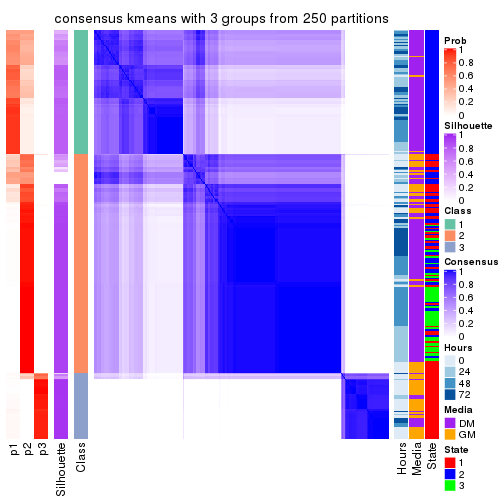 consensus kmeans with 3 groups from 250 partitions
Prob
1
0.8
0.6
0.4
0.2
0
Silhouette
1
0.8
0.6
0.4
0.2
0
Class
1
2
3
Consensus
1
0.8
0.6
0.4
0.2
0
Hours
0
24
48
72
Media
DM
GM
State
1
2
3
p1
p2
p3
Silhouette
Class
Hours
Media
State